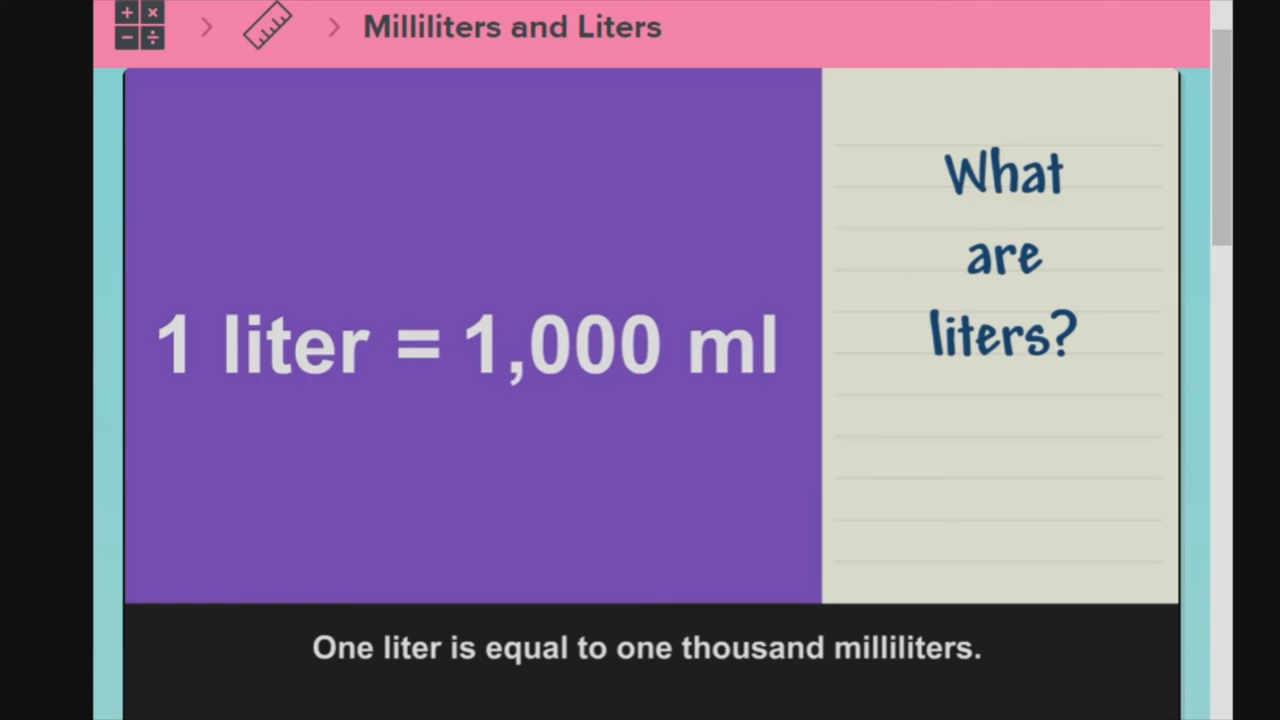 Milliliters and Liters
1 liter = 1,000 ml
What
are
liters?
One liter is equal to one thousand milliliters.